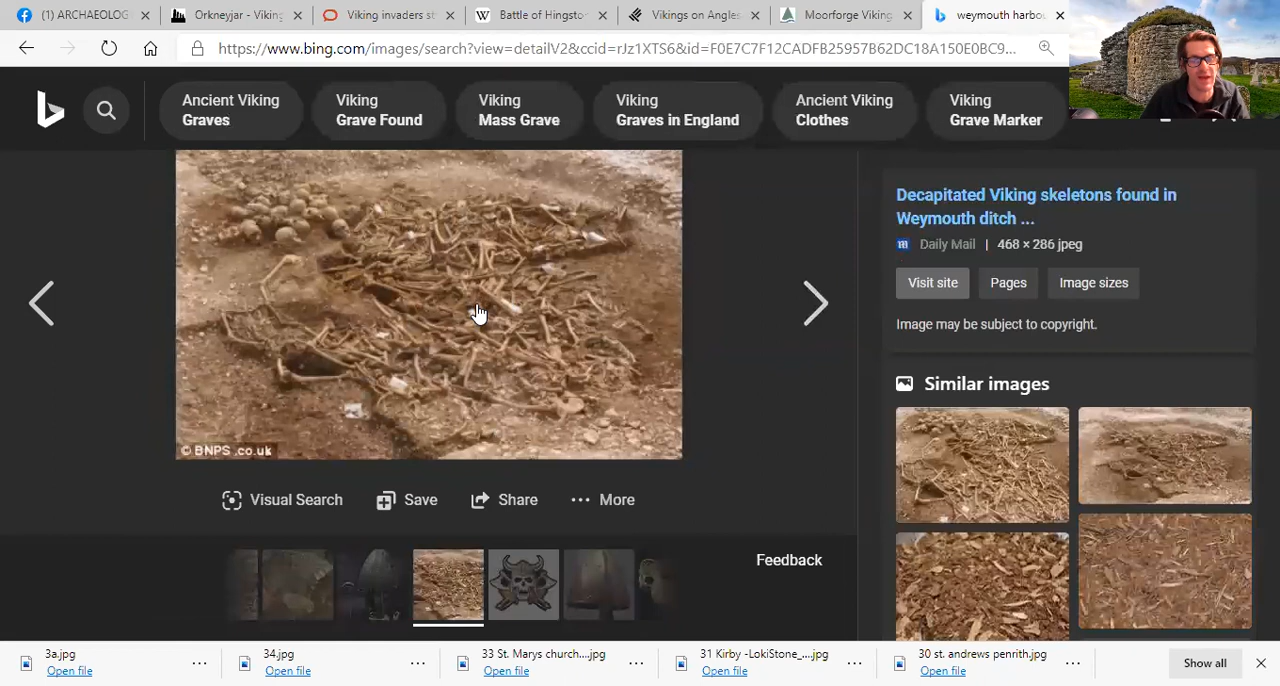 (1) ARCHAEOLOG
Orkneyjar - Viking
Viking invaders st
Battle of Hingsto
Vikings on Angles
Moorforge Viking
weymouth harbou
https://www.bing.com/images/search?view=detailV2&ccid=rJz1XTS6&id=F0E7C7F12CADFB25957B62DC18A150E0BC9...
Ancient Viking
Graves
Viking
Grave Found
Viking
Mass Grave
Viking
Graves in England
Ancient Viking
Clothes
Viking
Grave Marker
© BNPS.co.uk
Visual Search
Save
Share
More
Feedback
Decapitated Viking skeletons found in
Weymouth ditch ...
Daily Mail | 468 × 286 jpeg
Visit site
Pages
Image sizes
Image may be subject to copyright.
Similar images
3a.jpg
Open file
34.jpg
Open file
33 St. Marys church....jpg
Open file
31 Kirby -LokiStone_....jpg
Open file
30 st. andrews penrith.jpg
Open file
Show all